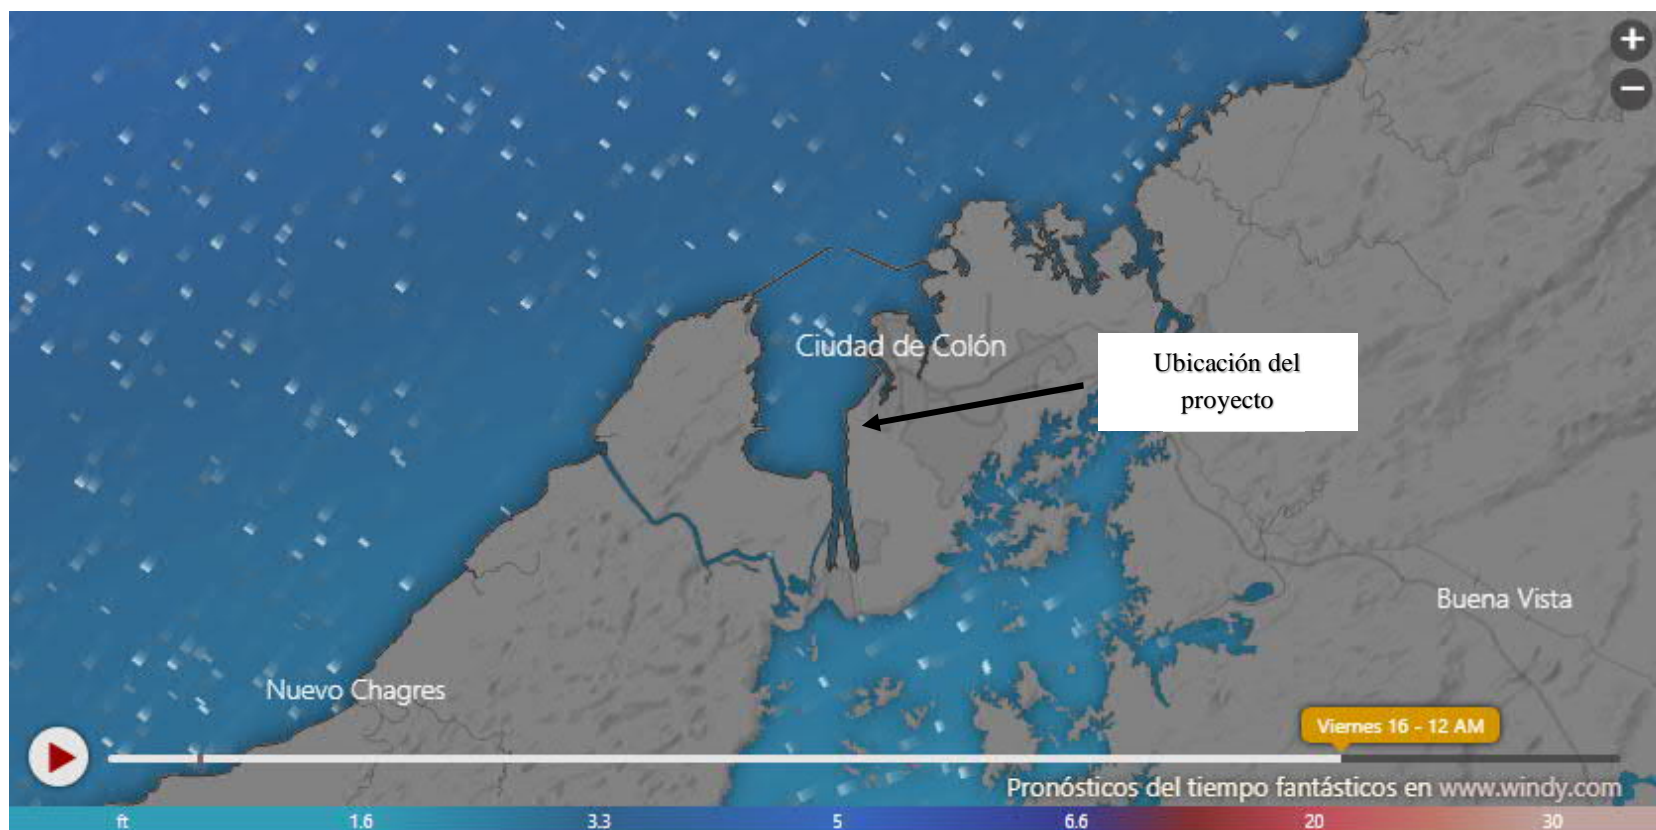 +
−
Ciudad de Colón
Ubicación del
proyecto
Buena Vista
Nuevo Chagres
Viernes 16 - 12 AM
Pronósticos del tiempo fantásticos en www.windy.com
ft 1.6 3.3 5 6.6 20 30